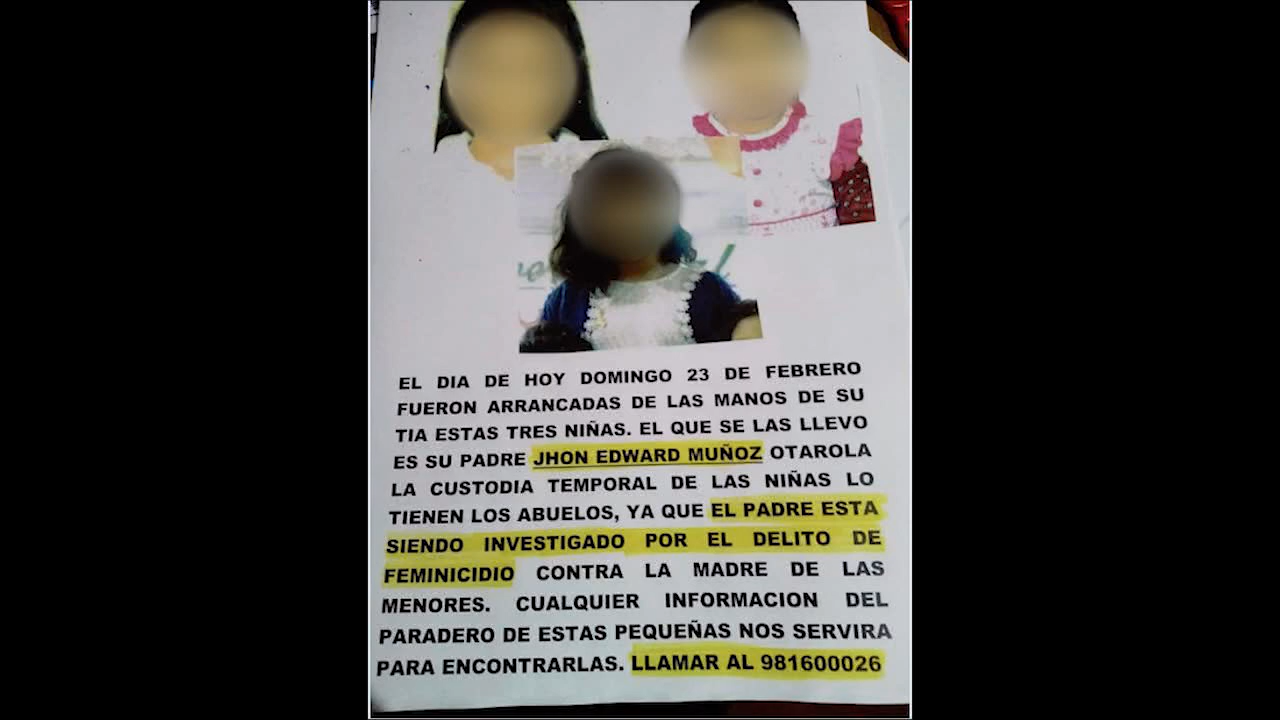 EL DIA DE HOY DOMINGO 23 DE FEBRERO
FUERON ARRANCADAS DE LAS MANOS DE SU
TIA ESTAS TRES NIÑAS. EL QUE SE LAS LLEVO
ES SU PADRE JHON EDWARD MUÑOZ OTAROLA
LA CUSTODIA TEMPORAL DE LAS NIÑAS LO
TIENEN LOS ABUELOS, YA QUE EL PADRE ESTA
SIENDO INVESTIGADO POR EL DELITO DE
FEMINICIDIO CONTRA LA MADRE DE LAS
MENORES. CUALQUIER INFORMACION DEL
PARADERO DE ESTAS PEQUEÑAS NOS SERVIRA
PARA ENCONTRARLAS. LLAMAR AL 981600026